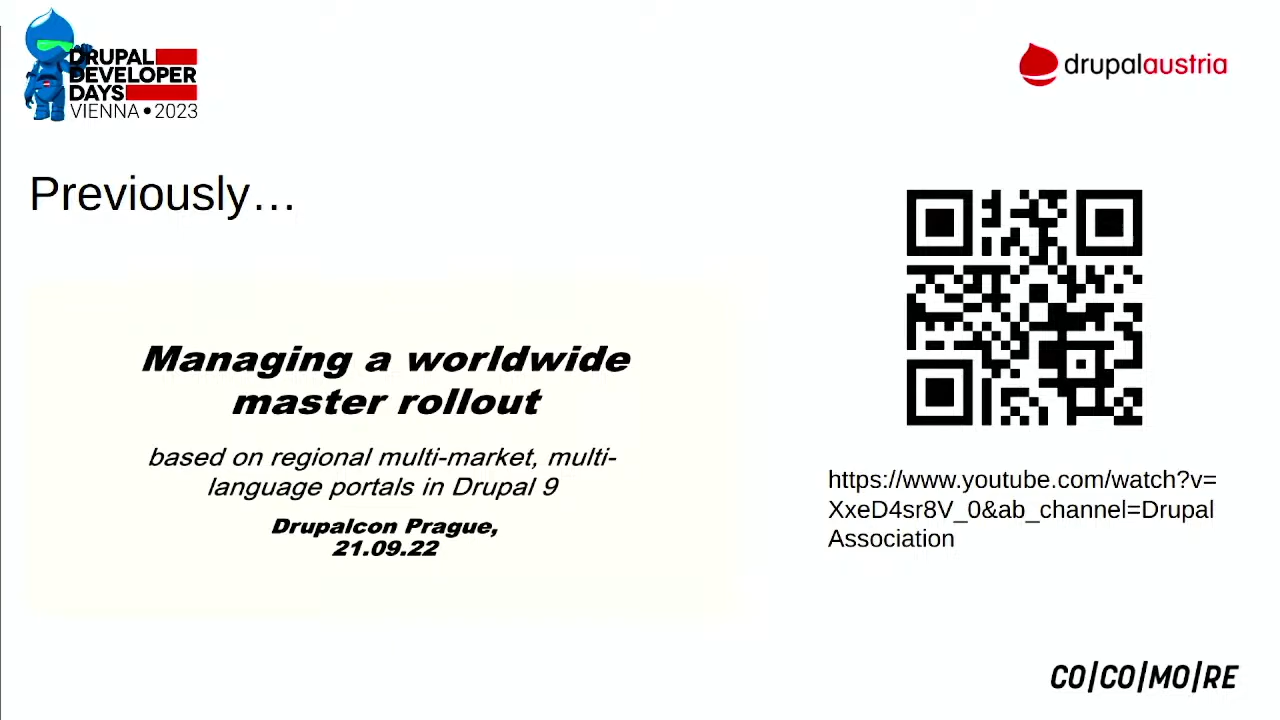 DRUPAL
DEVELOPER
DAYS
VIENNA • 2023
drupalaustria
Previously…
Managing a worldwide
master rollout
based on regional multi-market, multi-
language portals in Drupal 9
Drupalcon Prague,
21.09.22
https://www.youtube.com/watch?v=
XxeD4sr8V_0&ab_channel=Drupal
Association
CO|CO|MO|RE